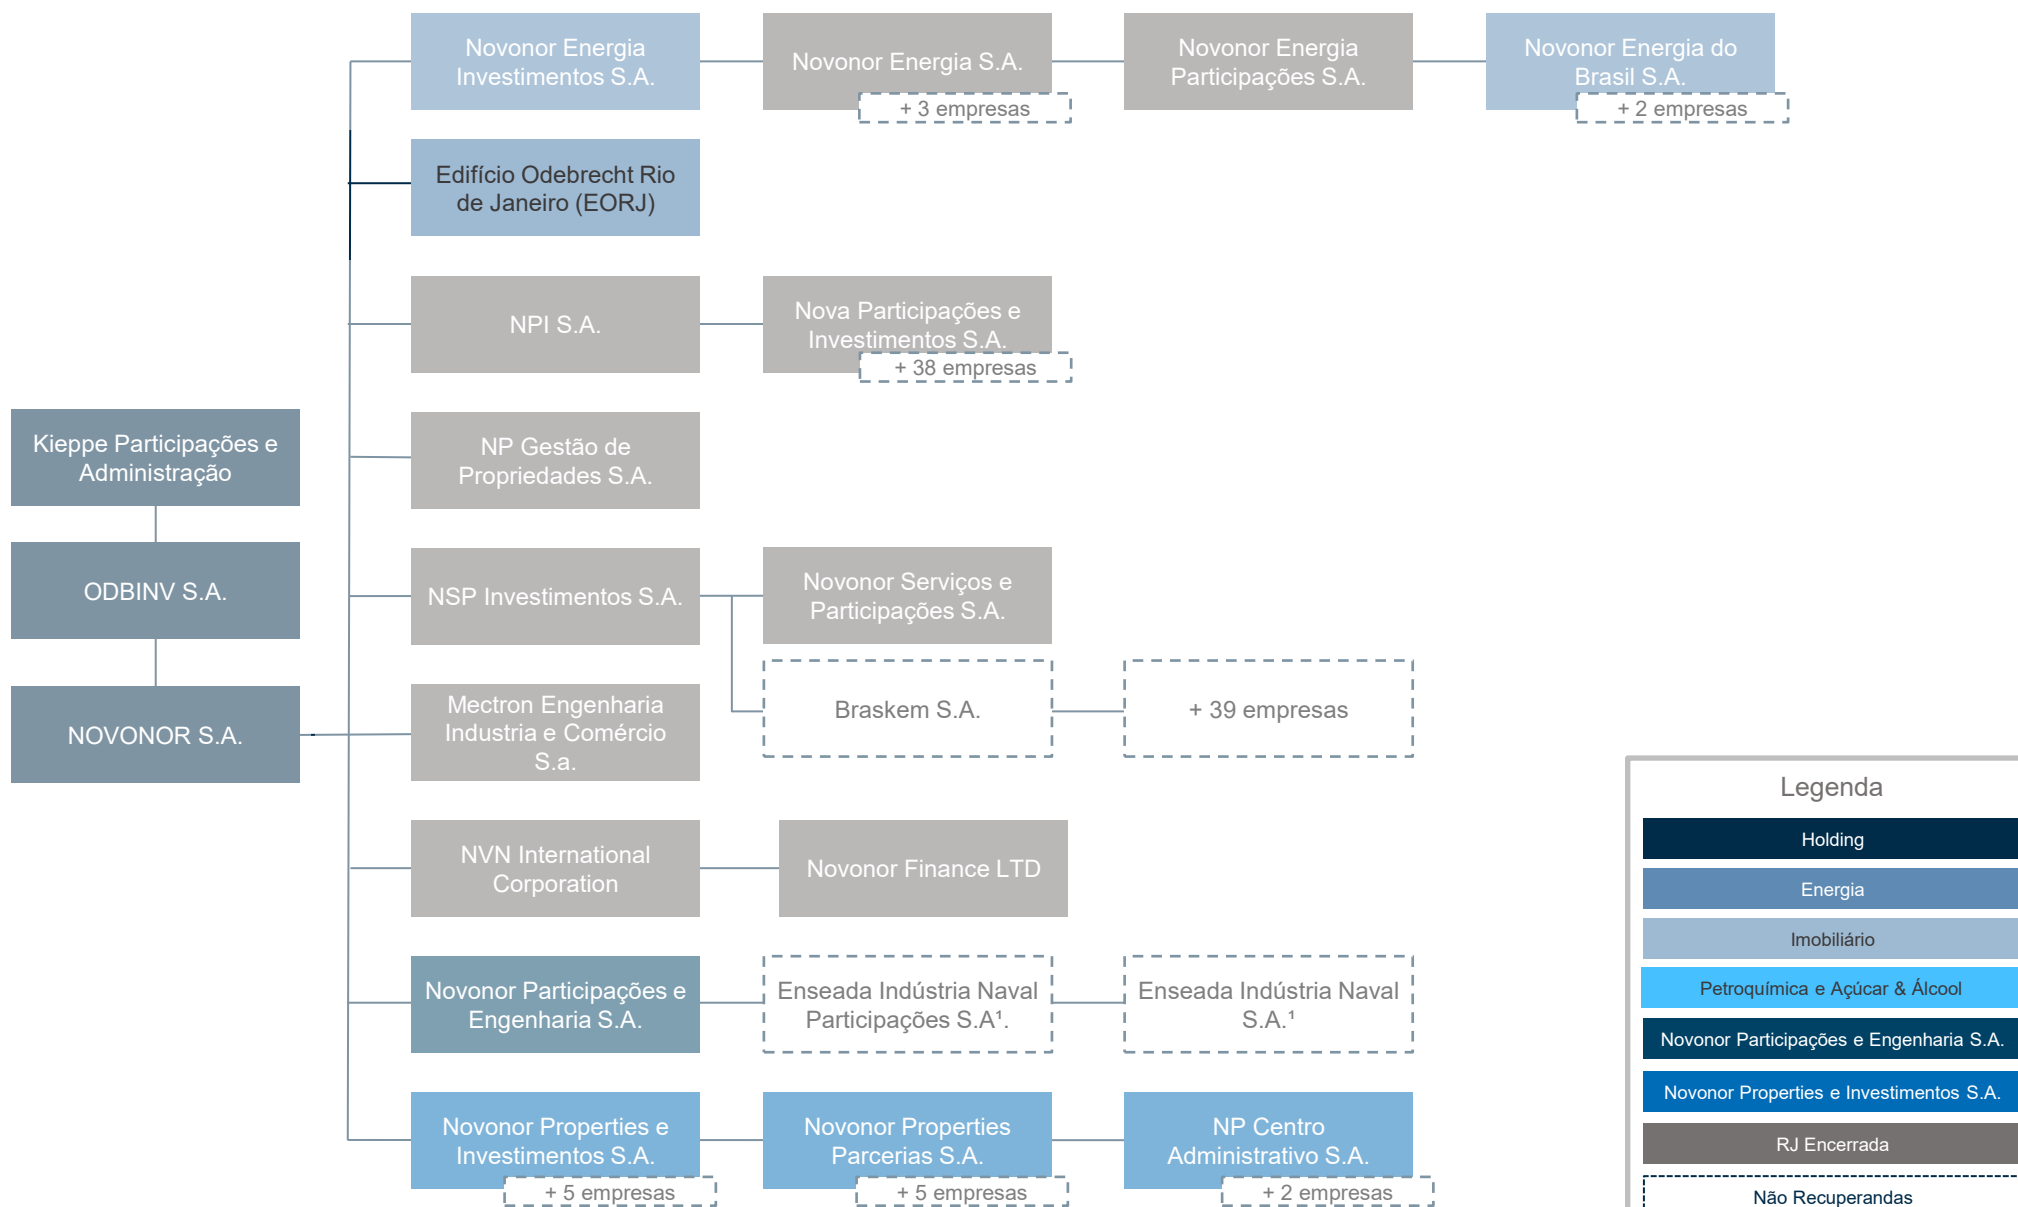 Novonor Energia
Investimentos S.A.
Novonor Energia S.A.
+ 3 empresas
Novonor Energia
Participações S.A.
Novonor Energia do
Brasil S.A.
+ 2 empresas
Edifício Odebrecht Rio
de Janeiro (EORJ)
NPI S.A.
Nova Participações e
Investimentos S.A.
+ 38 empresas
Kieppe Participações e
Administração
ODBINV S.A.
NOVONOR S.A.
NP Gestão de
Propriedades S.A.
NSP Investimentos S.A.
Novonor Serviços e
Participações S.A.
Braskem S.A.
+ 39 empresas
Mectron Engenharia
Industria e Comércio
S.a.
NVN International
Corporation
Novonor Finance LTD
Novonor Participações e
Engenharia S.A.
Enseada Indústria Naval
Participações S.A¹.
Enseada Indústria Naval
S.A.¹
Novonor Properties e
Investimentos S.A.
+ 5 empresas
Novonor Properties
Parcerias S.A.
+ 5 empresas
NP Centro
Administrativo S.A.
+ 2 empresas
Legenda
Holding
Energia
Imobiliário
Petroquímica e Açúcar & Álcool
Novonor Participações e Engenharia S.A.
Novonor Properties e Investimentos S.A.
RJ Encerrada
Não Recuperandas